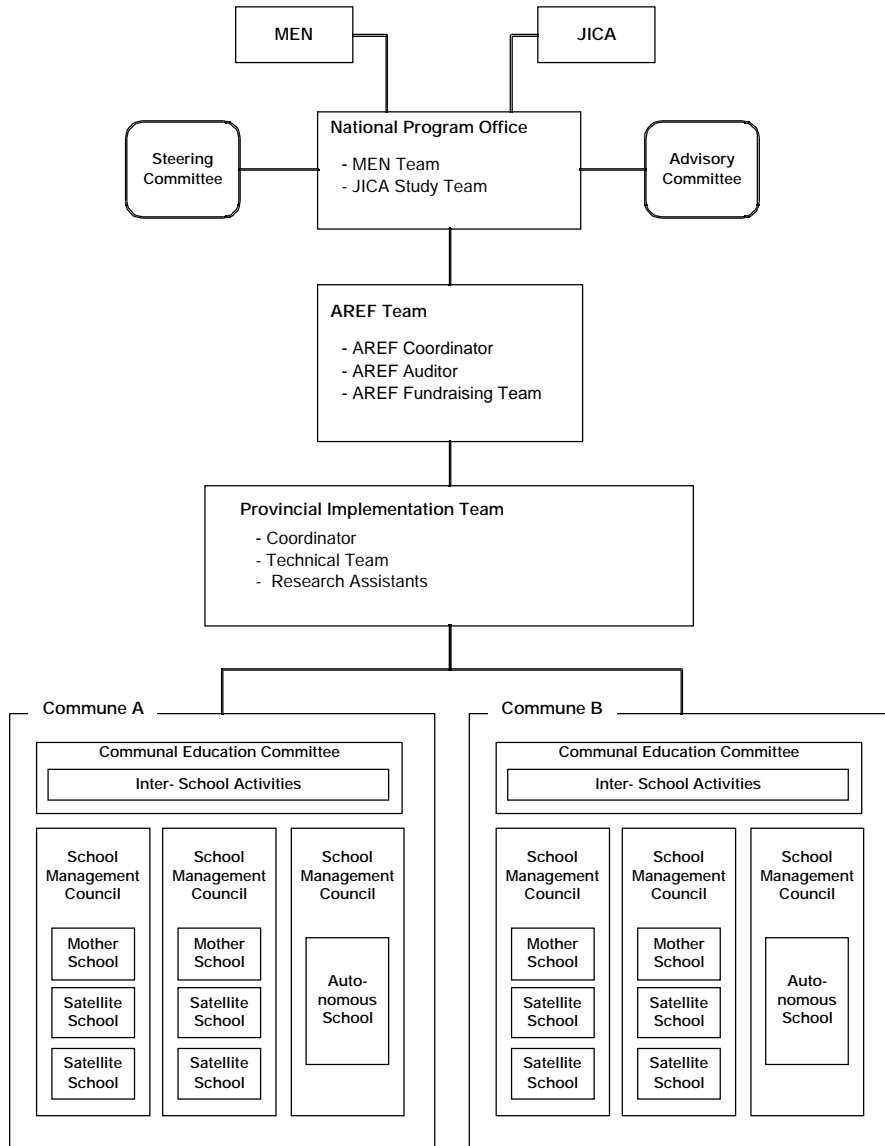 MEN
JICA
National Program Office
- MEN Team
- JICA Study Team
Steering
Committee
Advisory
Committee
AREF Team
- AREF Coordinator
- AREF Auditor
- AREF Fundraising Team
Provincial Implementation Team
- Coordinator
- Technical Team
- Research Assistants
Commune A
Communal Education Committee
Inter- School Activities
School
Management
Council
Mother
School
Satellite
School
Satellite
School
School
Management
Council
Mother
School
Satellite
School
Satellite
School
School
Management
Council
Auto-
nomous
School
Commune B
Communal Education Committee
Inter- School Activities
School
Management
Council
Mother
School
Satellite
School
Satellite
School
School
Management
Council
Mother
School
Satellite
School
Satellite
School
School
Management
Council
Auto-
nomous
School